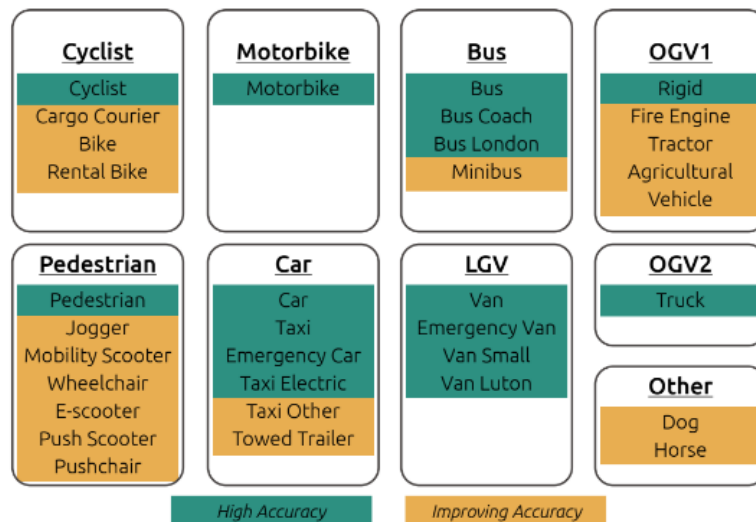 Cyclist
Cyclist
Cargo Courier
Bike
Rental Bike
Motorbike
Motorbike
Bus
Bus
Bus Coach
Bus London
Minibus
OGV1
Rigid
Fire Engine
Tractor
Agricultural
Vehicle
Pedestrian
Pedestrian
Jogger
Mobility Scooter
Wheelchair
E-scooter
Push Scooter
Pushchair
Car
Car
Taxi
Emergency Car
Taxi Electric
Taxi Other
Towed Trailer
LGV
Van
Emergency Van
Van Small
Van Luton
OGV2
Truck
Other
Dog
Horse
High Accuracy
Improving Accuracy